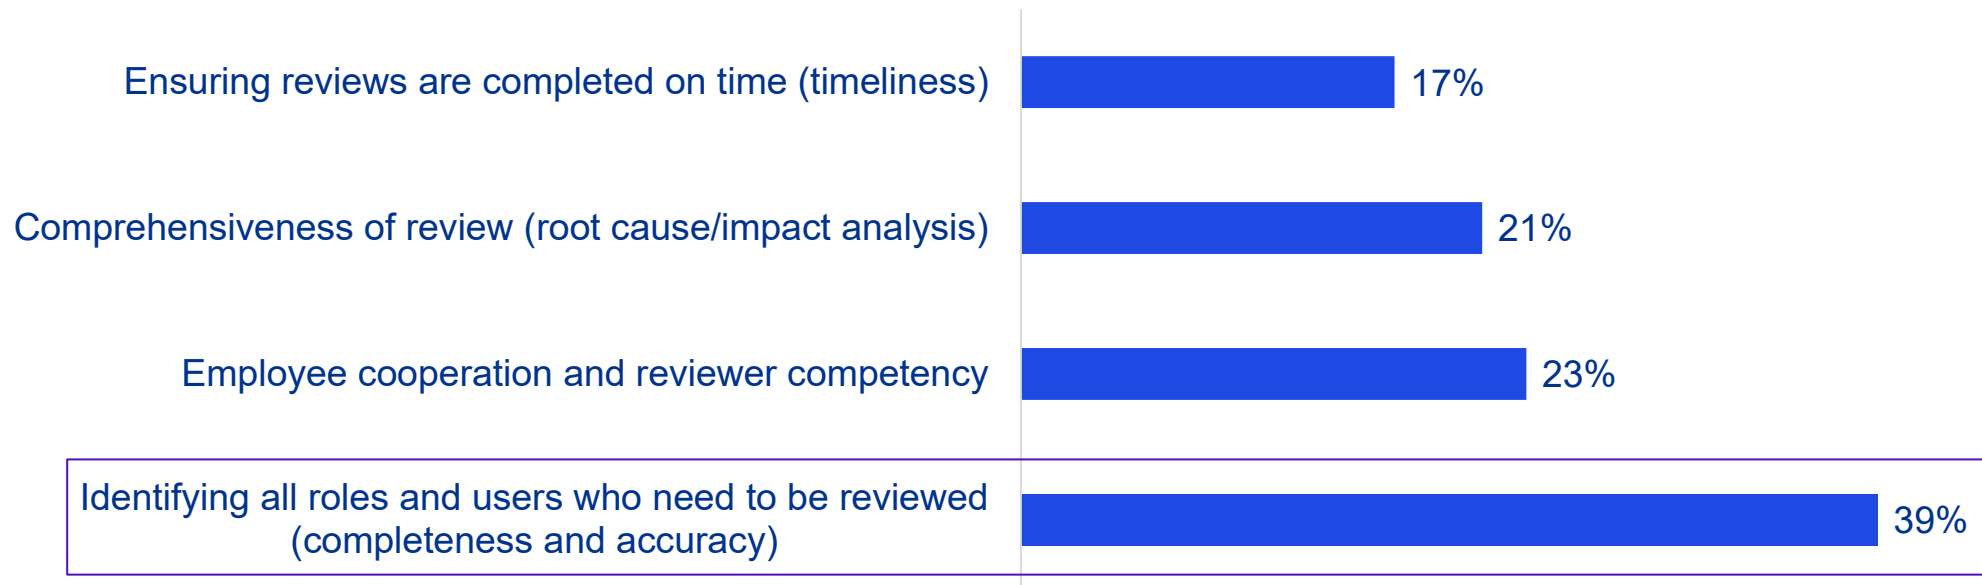 Ensuring reviews are completed on time (timeliness) 17%
Comprehensiveness of review (root cause/impact analysis) 21%
Employee cooperation and reviewer competency 23%
Identifying all roles and users who need to be reviewed
(completeness and accuracy) 39%